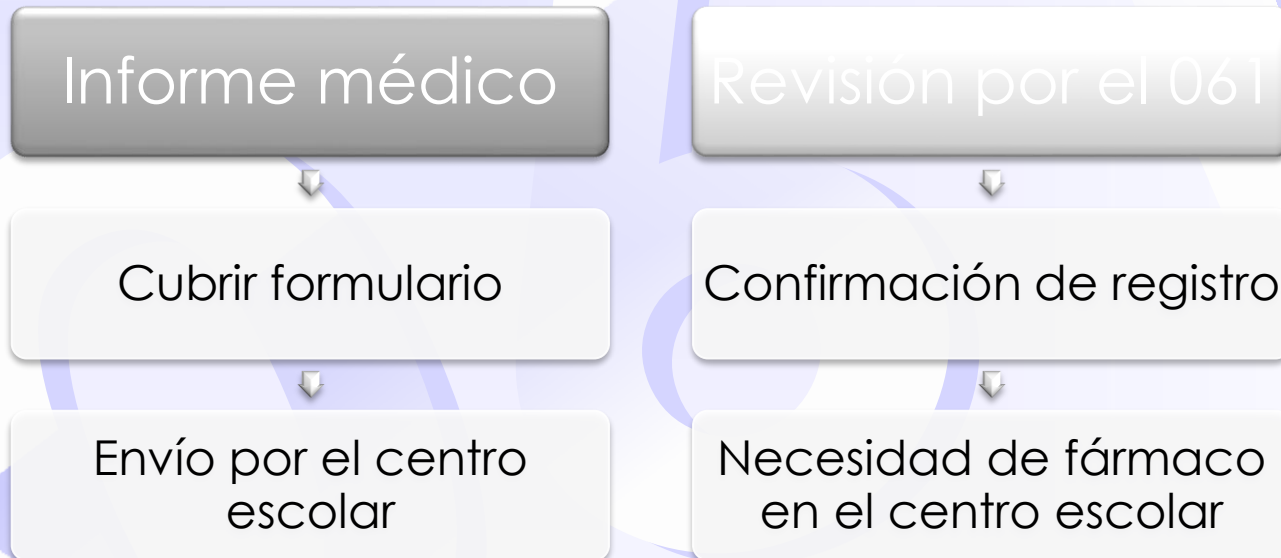 Informe médico
Cubrir formulario
Envío por el centro
escolar
Revisión por el 061
Confirmación de registro
Necesidad de fármaco
en el centro escolar